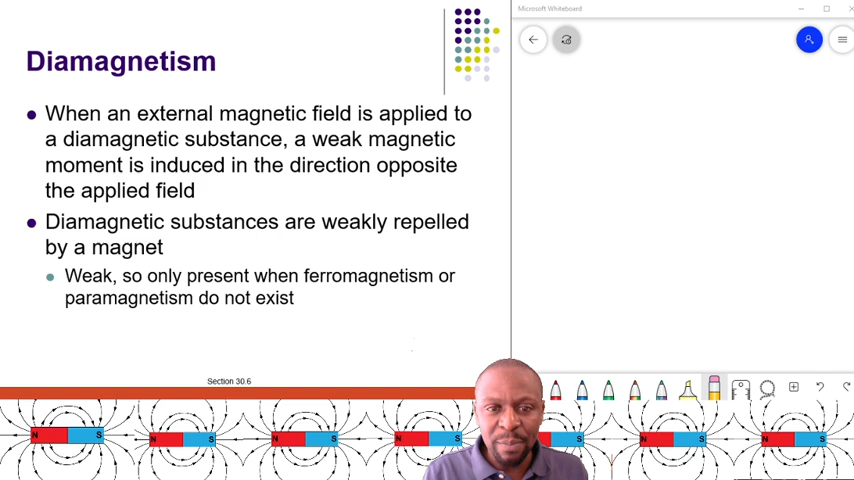 Microsoft Whiteboard
Diamagnetism
When an external magnetic field is applied to
a diamagnetic substance, a weak magnetic
moment is induced in the direction opposite
the applied field
Diamagnetic substances are weakly repelled
by a magnet
Weak, so only present when ferromagnetism or
paramagnetism do not exist
Section 30.6
N S
N S
N S
N S
S
N S
N S